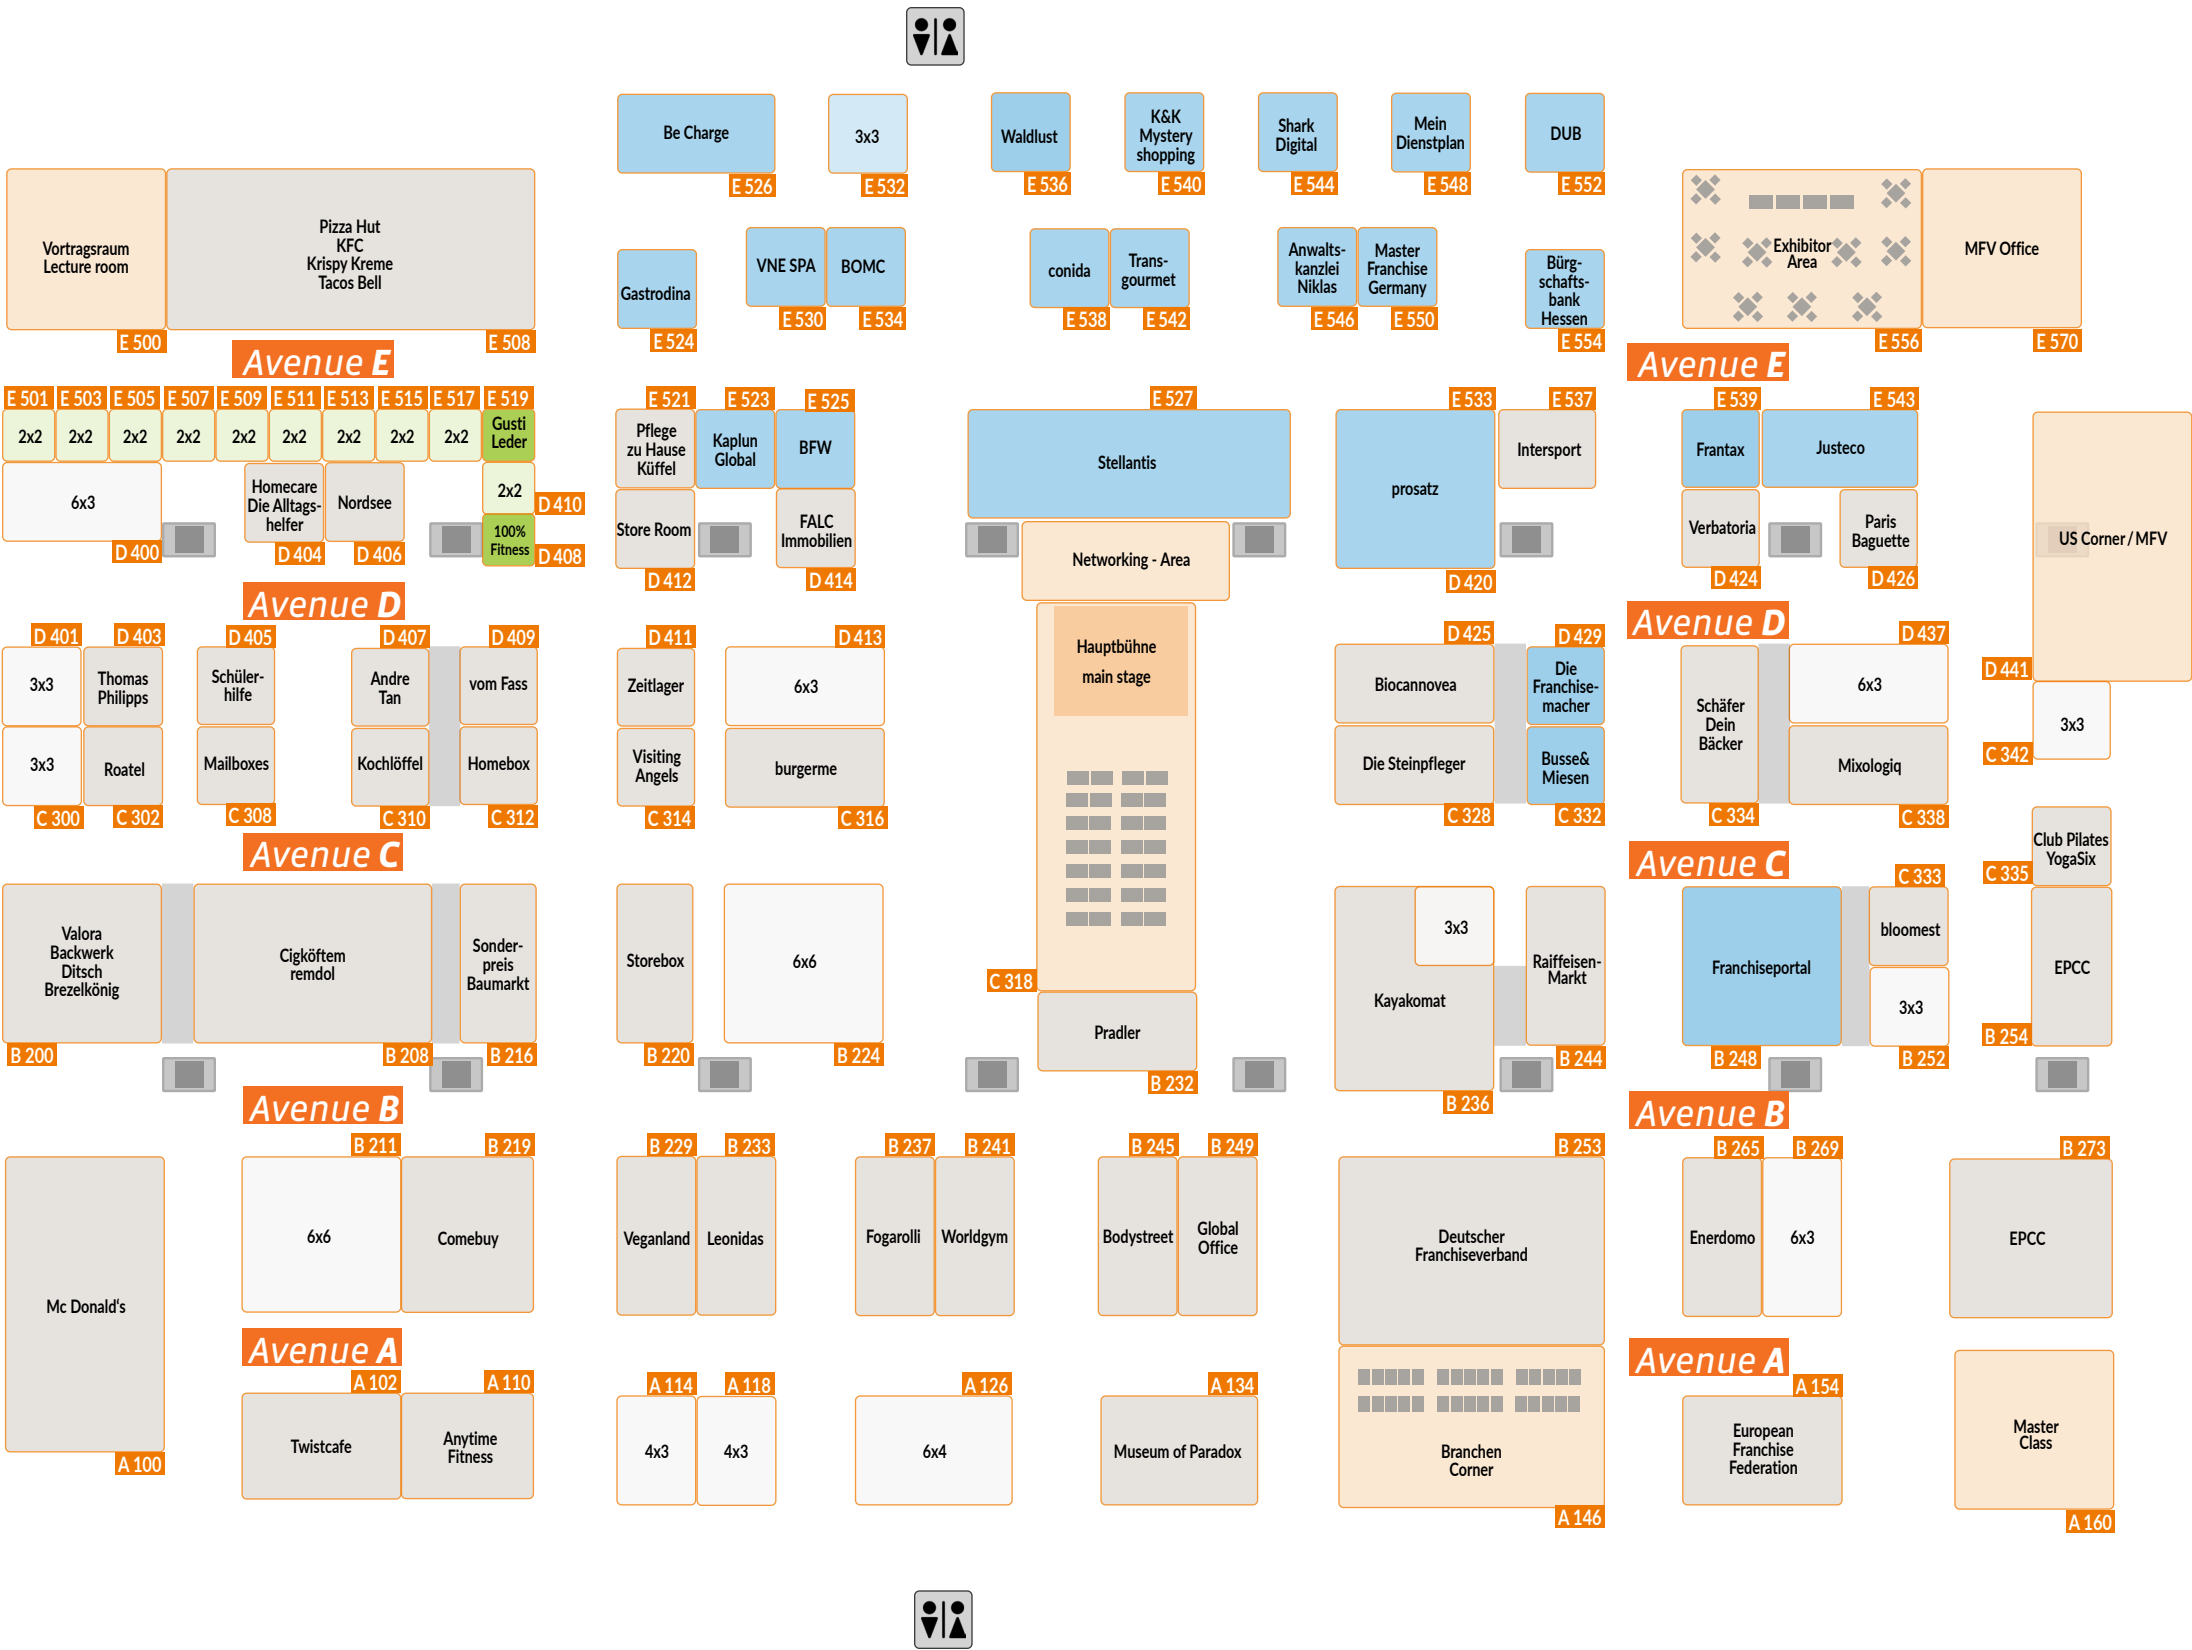 Be Charge
E 526
3x3
E 532
Waldlust
E 536
K&K
Mystery
shopping
E 540
Shark
Digital
E 544
Mein
Dienstplan
E 548
DUB
E 552
Vortragsraum
Lecture room
E 500
Pizza Hut
KFC
Krispy Kreme
Tacos Bell
E 508
Gastrodina
E 524
VNE SPA
E 530
BOMC
E 534
conida
E 538
Trans-
gourmet
E 542
Anwalts-
kanzlei
Niklas
E 546
Master
Franchise
Germany
E 550
Bürg-
schafts-
bank
Hessen
E 554
Exhibitor
Area
E 556
MFV Office
E 570
Avenue E
Avenue E
E 501
2x2
E 503
2x2
E 505
2x2
E 507
2x2
E 509
2x2
E 511
2x2
E 513
2x2
E 515
2x2
E 517
2x2
E 519
Gusti
Leder
6x3
D 400
Homecare
Die Alltags-
helfer
D 404
Nordsee
D 406
2x2
D 410
100%
Fitness
D 408
E 521
Pflege
zu Hause
Küffel
E 523
Kaplun
Global
E 525
BFW
Store Room
D 412
FALC
Immobilien
D 414
E 527
Stellantis
Networking - Area
E 533
prosatz
D 420
E 537
Intersport
E 539
Frantax
E 543
Justeco
Verbatoria
D 424
Paris
Baguette
D 426
US Corner / MFV
D 441
Avenue D
Avenue D
D 401
3x3
D 403
Thomas
Philipps
D 405
Schüler-
hilfe
D 407
Andre
Tan
D 409
vom Fass
D 411
Zeitlager
D 413
6x3
Hauptbühne
main stage
D 425
Biocannovea
D 429
Die
Franchise-
macher
Schäfer
Dein
Bäcker
C 334
D 437
6x3
3x3
C 342
3x3
C 300
Roatel
C 302
Mailboxes
C 308
Kochlöffel
C 310
Homebox
C 312
Visiting
Angels
C 314
burgerme
C 316
Die Steinpfleger
C 328
Busse&
Miesen
C 332
Mixologiq
C 338
Club Pilates
YogaSix
C 335
Avenue C
Avenue C
Valora
Backwerk
Ditsch
Brezelkönig
B 200
Cigköftem
remdol
B 208
Sonder-
preis
Baumarkt
B 216
Storebox
B 220
6x6
B 224
C 318
Pradler
B 232
3x3
Kayakomat
B 236
Raiffeisen-
Markt
B 244
Franchiseportal
B 248
C 333
bloomest
3x3
B 252
EPCC
B 254
Avenue B
Avenue B
Mc Donald‘s
A 100
B 211
6x6
B 219
Comebuy
B 229
Veganland
B 233
Leonidas
B 237
Fogarolli
B 241
Worldgym
B 245
Bodystreet
B 249
Global
Office
B 253
Deutscher
Franchiseverband
B 265
Enerdomo
B 269
6x3
B 273
EPCC
Avenue A
Avenue A
A 102
Twistcafe
A 110
Anytime
Fitness
A 114
4x3
A 118
4x3
A 126
6x4
A 134
Museum of Paradox
Branchen
Corner
A 146
A 154
European
Franchise
Federation
Master
Class
A 160